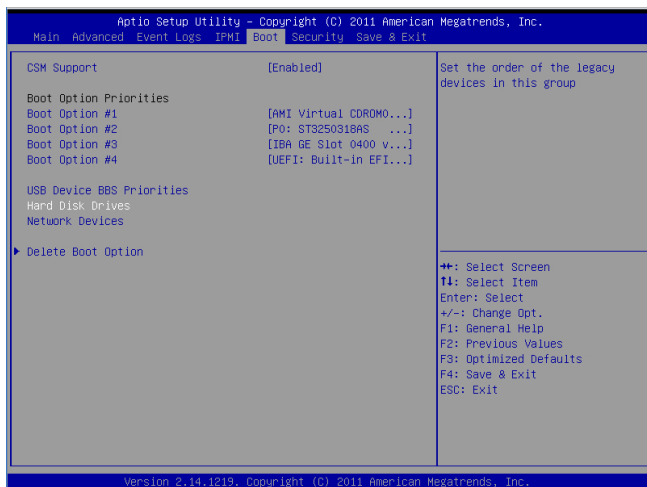 Aptio Setup Utility – Copyright (C) 2011 American Megatrends, Inc.
Main Advanced Event Logs IPMI Boot Security Save & Exit
CSM Support [Enabled]
Boot Option Priorities
Boot Option #1 [AMI Virtual CDROM0...]
Boot Option #2 [P0: ST3250318AS ...]
Boot Option #3 [IBA GE Slot 0400 v...]
Boot Option #4 [UEFI: Built-in EFI...]
USB Device BBS Priorities
Hard Disk Drives
Network Devices
▶ Delete Boot Option
Set the order of the legacy
devices in this group
→←: Select Screen
↑↓: Select Item
Enter: Select
+/-: Change Opt.
F1: General Help
F2: Previous Values
F3: Optimized Defaults
F4: Save & Exit
ESC: Exit
Version 2.14.1219. Copyright (C) 2011 American Megatrends, Inc.